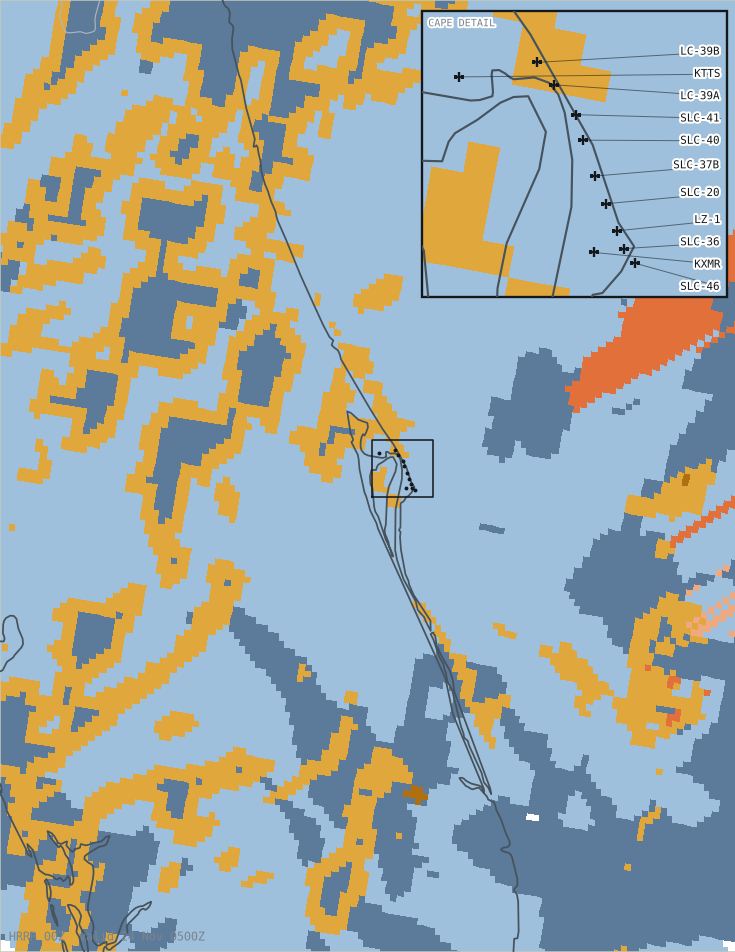 CAPE DETAIL
LC-39B
KTTS
LC-39A
SLC-41
SLC-40
SLC-37B
SLC-20
LZ-1
SLC-36
KXMR
SLC-46